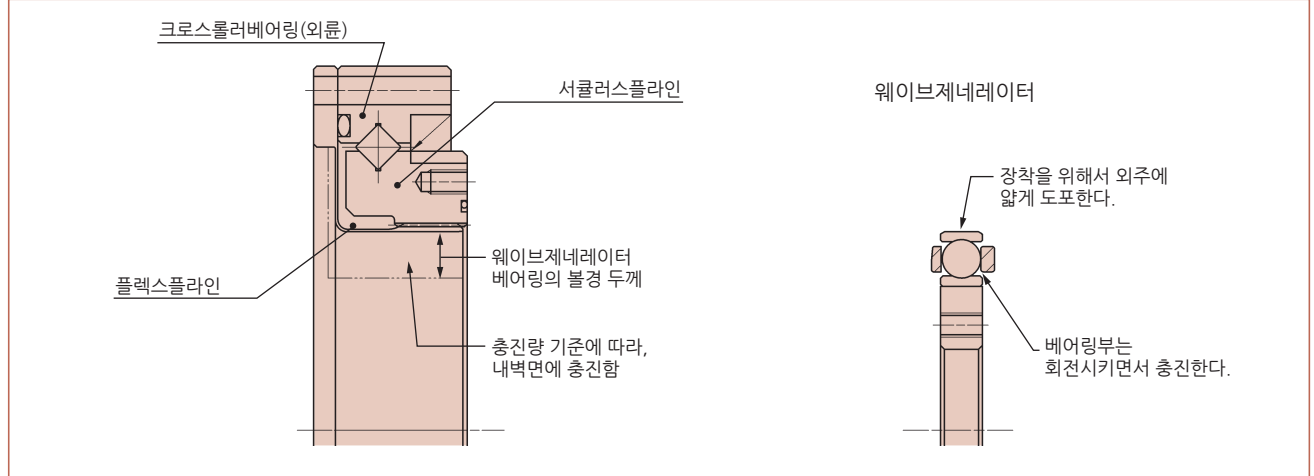 크로스롤러베어링(외륜)
서큘러스플라인
웨이브제네레이터
장착을 위해서 외주에
얇게 도포한다.
웨이브제네레이터
베어링의 볼경 두께
플렉스플라인
충진량 기준에 따라,
내벽면에 충진함
베어링부는
회전시키면서 충진한다.